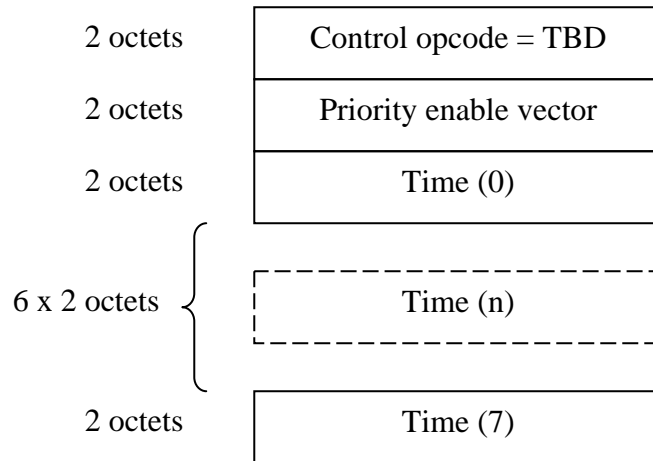 2 octets Control opcode = TBD
2 octets Priority enable vector
2 octets Time (0)
6 x 2 octets Time (n)
2 octets Time (7)